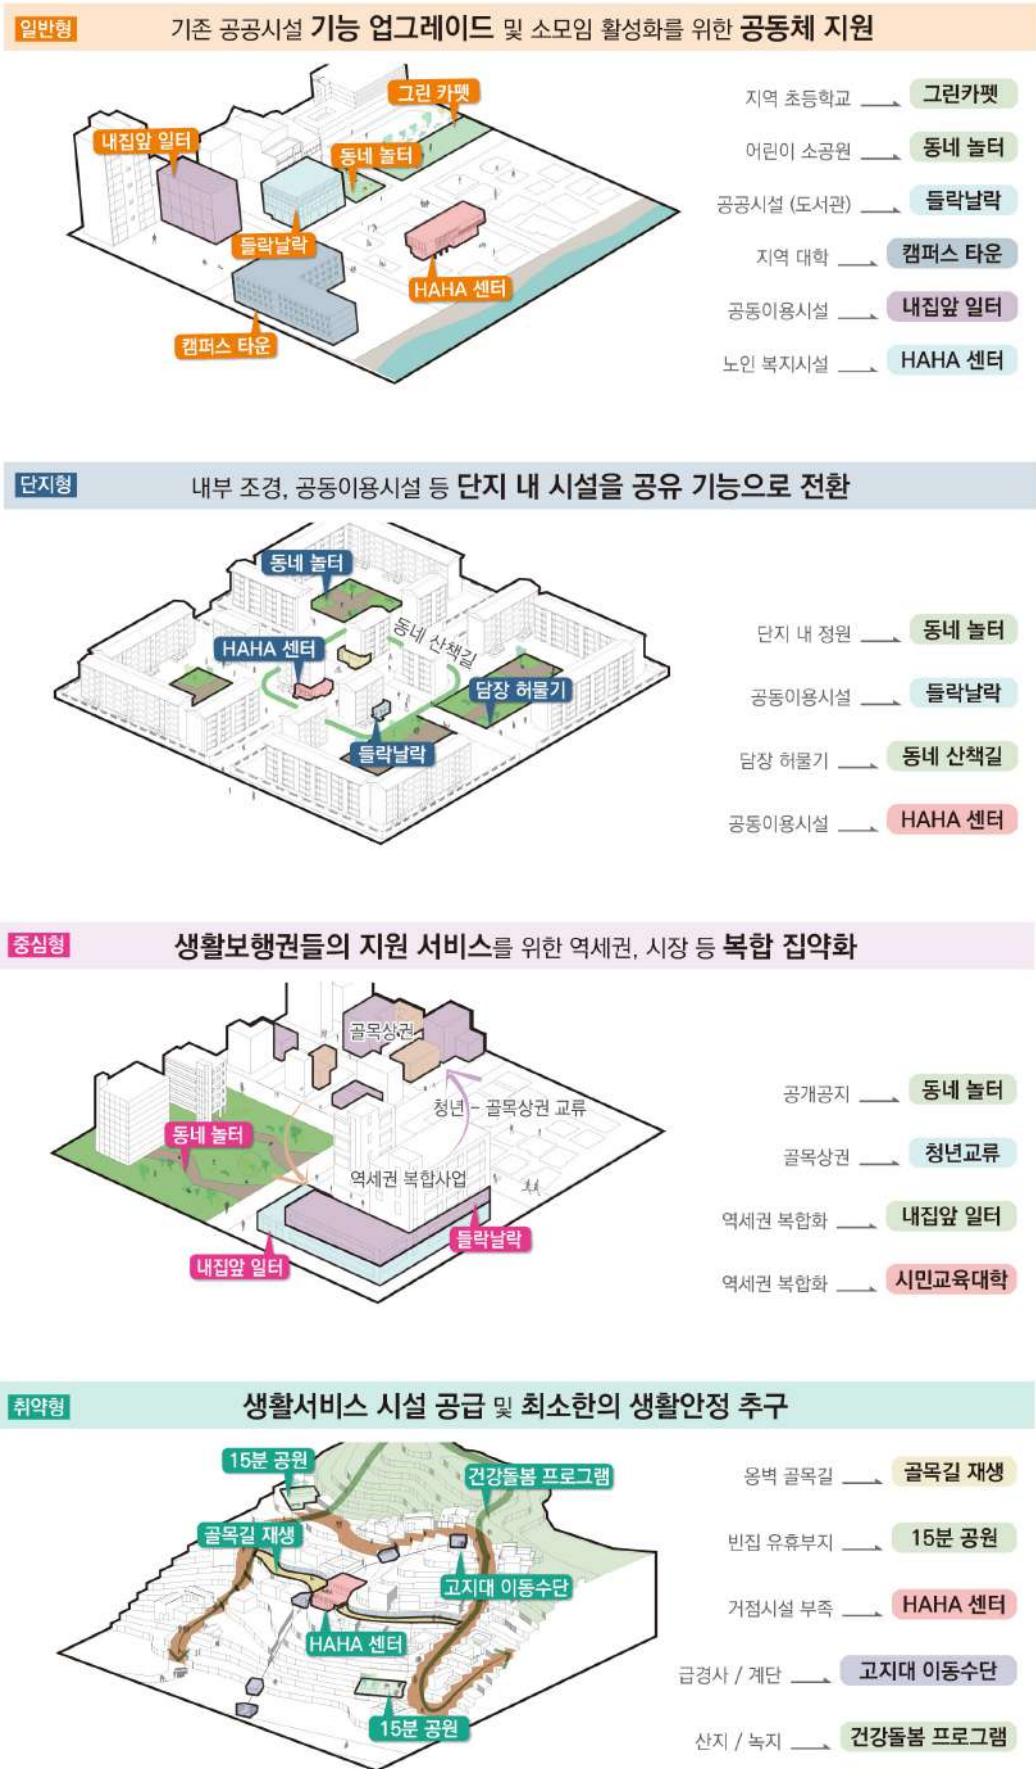 일반형 기존 공공시설 기능 업그레이드 및 소모임 활성화를 위한 공동체 지원
그린 카펫
내집앞 일터
동네 놀터
들락날락
HAHA 센터
캠퍼스 타운
지역 초등학교 그린카펫
어린이 소공원 동네 놀터
공공시설 (도서관) 들락날락
지역 대학 캠퍼스 타운
공동이용시설 내집앞 일터
노인 복지시설 HAHA 센터
단지형 내부 조경, 공동이용시설 등 단지 내 시설을 공유 기능으로 전환
동네 놀터
동네 산책길
HAHA 센터
담장 허물기
들락날락
단지 내 정원 동네 놀터
공동이용시설 들락날락
담장 허물기 동네 산책길
공동이용시설 HAHA 센터
중심형 생활보행권들의 지원 서비스를 위한 역세권, 시장 등 복합 집약화
골목상권
청년 – 골목상권 교류
동네 놀터
역세권 복합사업
들락날락
내집앞 일터
공개공지 동네 놀터
골목상권 청년교류
역세권 복합화 내집앞 일터
역세권 복합화 시민교육대학
취약형 생활서비스 시설 공급 및 최소한의 생활안정 추구
15분 공원
건강돌봄 프로그램
골목길 재생
고지대 이동수단
HAHA 센터
15분 공원
옹벽 골목길 골목길 재생
빈집 유휴부지 15분 공원
거점시설 부족 HAHA 센터
급경사 / 계단 고지대 이동수단
산지 / 녹지 건강돌봄 프로그램